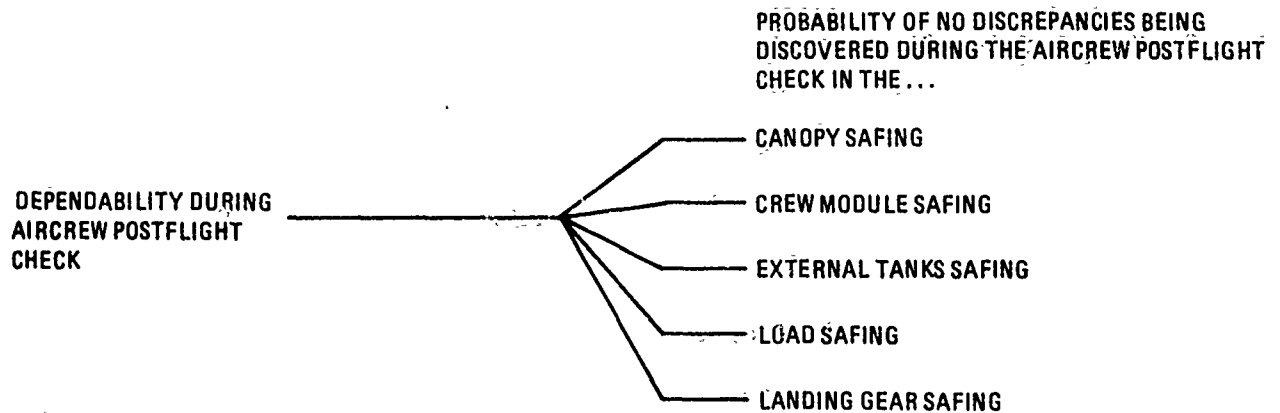 PROBABILITY OF NO DISCREPANCIES BEING
DISCOVERED DURING THE AIRCREW POSTFLIGHT
CHECK IN THE ...
CANOPY SAFING
CREW MODULE SAFING
DEPENDABILITY DURING
AIRCREW POSTFLIGHT
CHECK
EXTERNAL TANKS SAFING
LOAD SAFING
LANDING GEAR SAFING